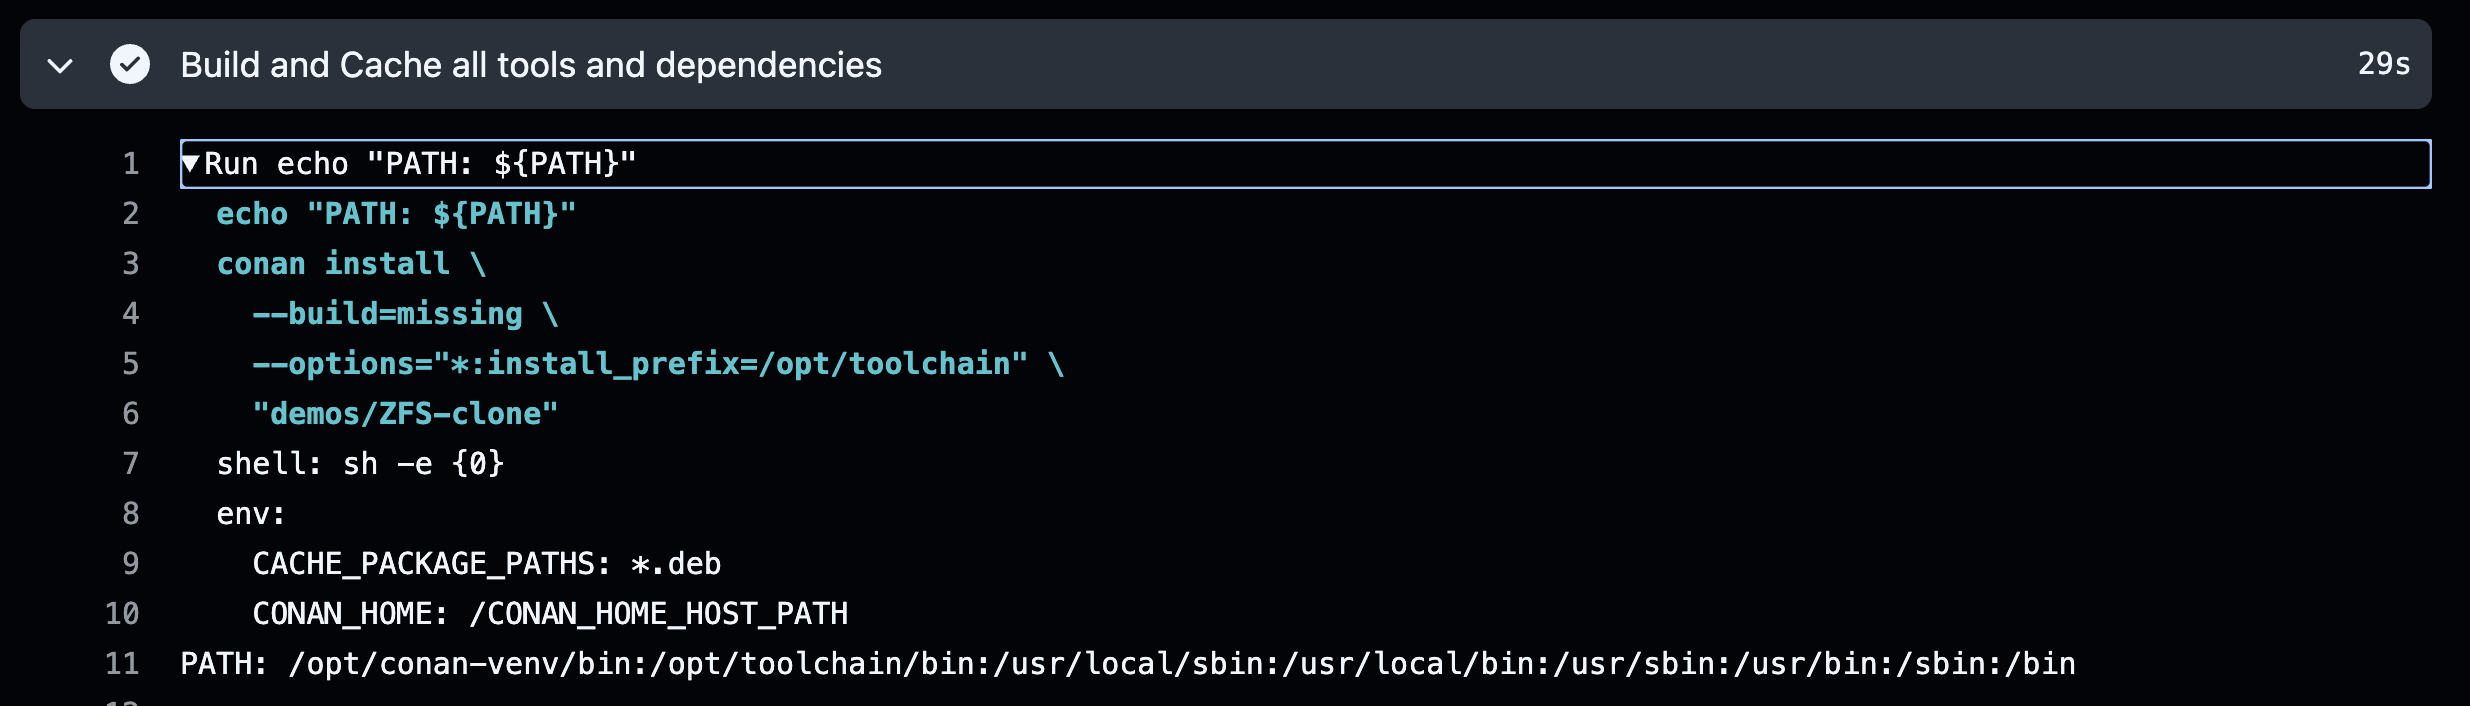 Build and Cache all tools and dependencies 29s
1 ▼Run echo "PATH: ${PATH}"
2 echo "PATH: ${PATH}"
3 conan install \
4 --build=missing \
5 --options="*:install_prefix=/opt/toolchain" \
6 "demos/ZFS-clone"
7 shell: sh -e {0}
8 env:
9 CACHE_PACKAGE_PATHS: *.deb
10 CONAN_HOME: /CONAN_HOME_HOST_PATH
11 PATH: /opt/conan-venv/bin:/opt/toolchain/bin:/usr/local/sbin:/usr/local/bin:/usr/sbin:/usr/bin:/sbin:/bin